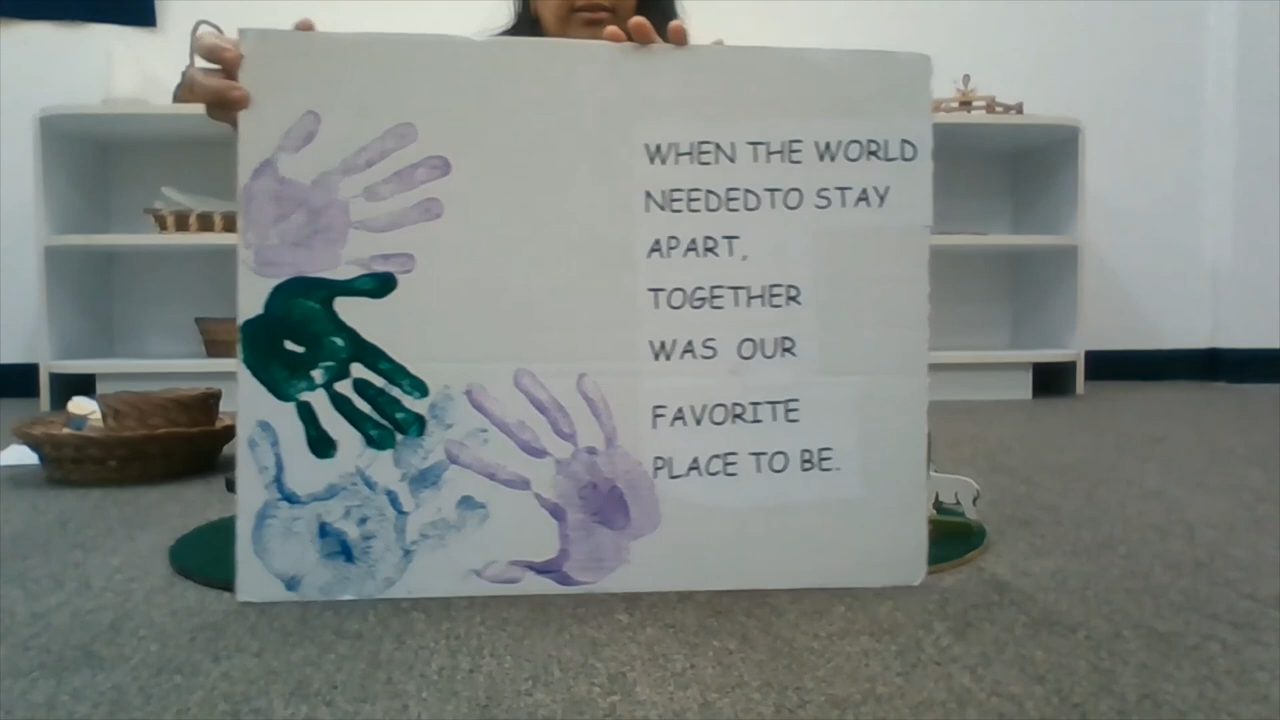 WHEN THE WORLD
NEEDEDTO STAY
APART,
TOGETHER
WAS OUR
FAVORITE
PLACE TO BE.